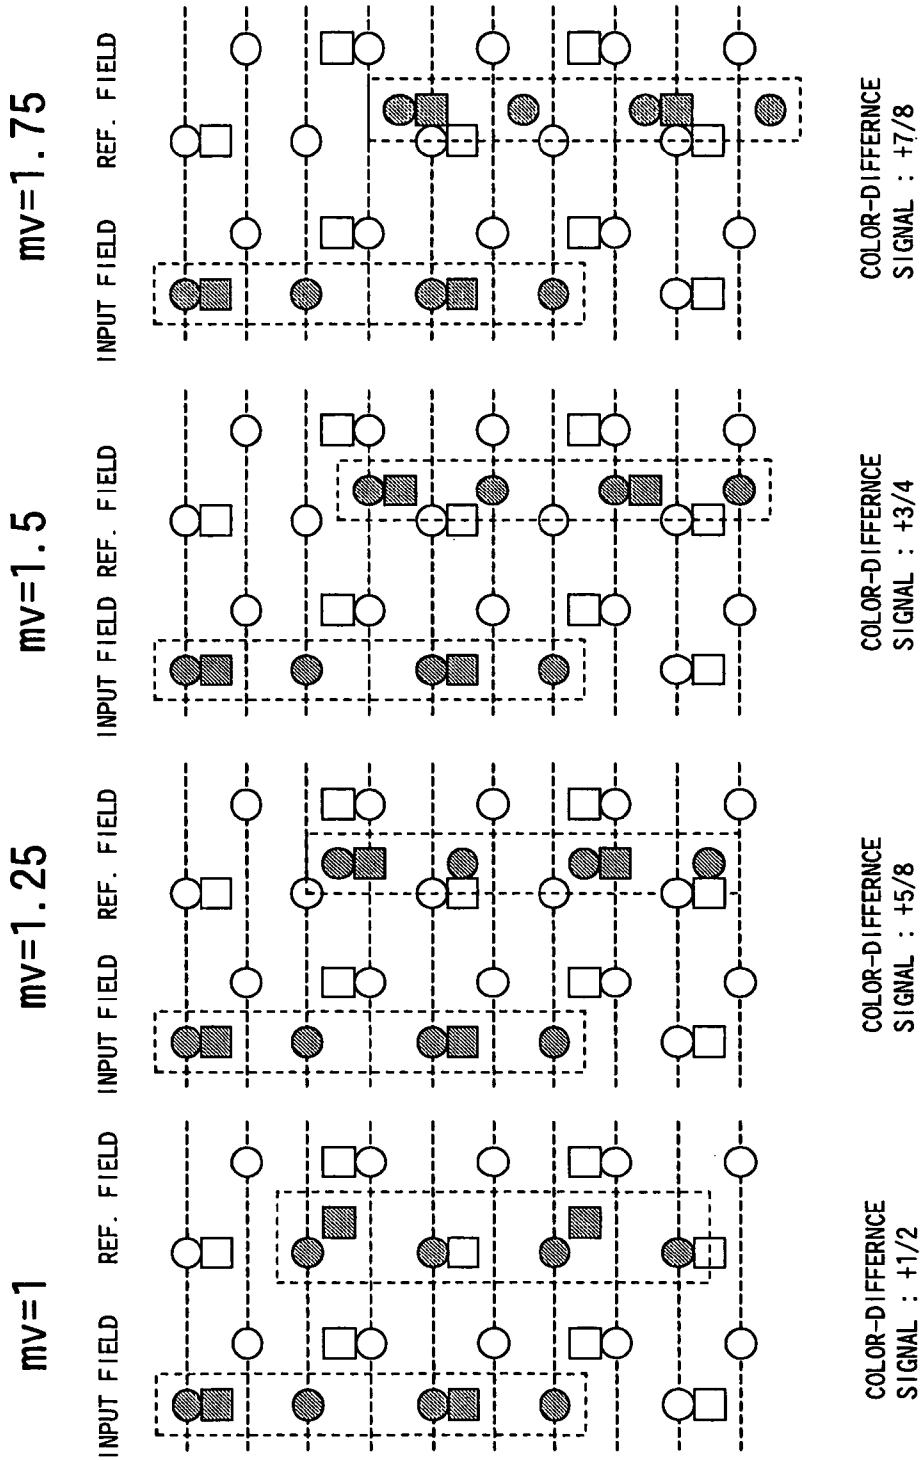 mv=1
INPUT FIELD
REF. FIELD
COLOR-DIFFERNCE
SIGNAL : +1/2
mv=1.25
INPUT FIELD
REF. FIELD
COLOR-DIFFERNCE
SIGNAL : +5/8
mv=1.5
INPUT FIELD
REF. FIELD
COLOR-DIFFERNCE
SIGNAL : +3/4
mv=1.75
INPUT FIELD
REF. FIELD
COLOR-DIFFERNCE
SIGNAL : +7/8